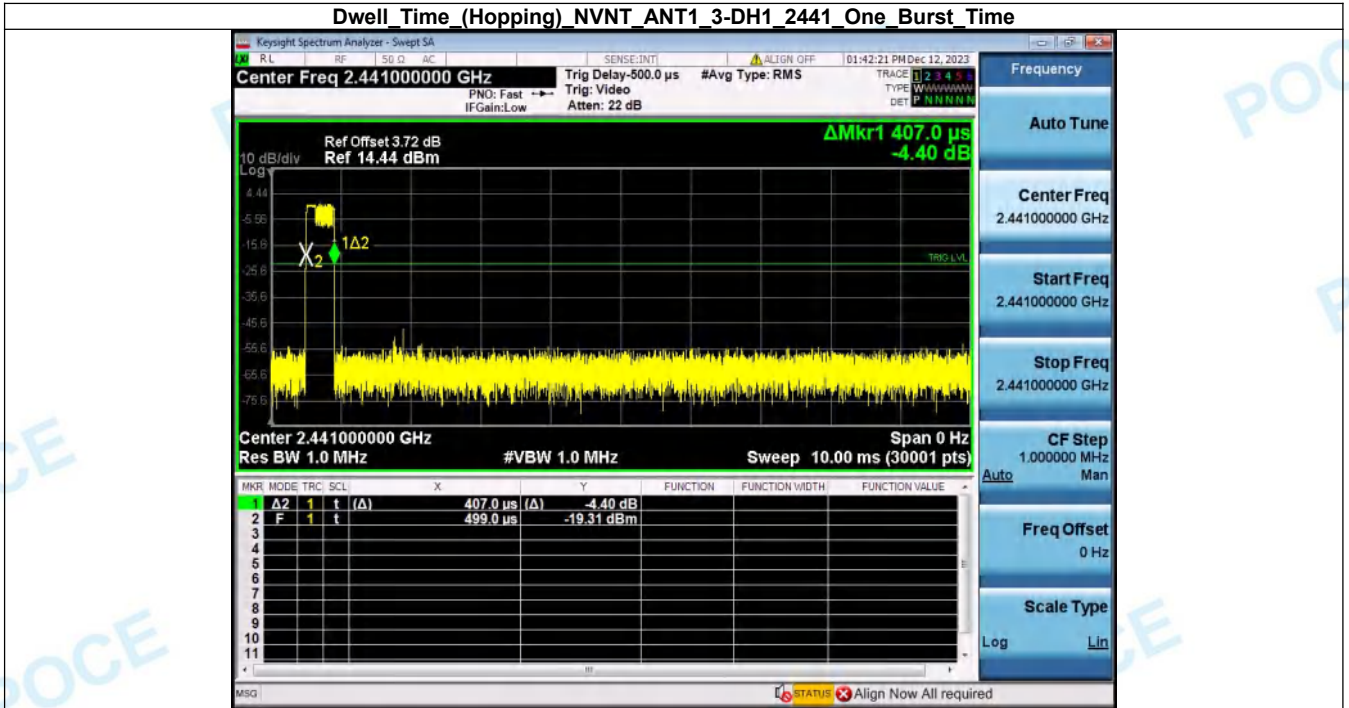 Dwell_Time_(Hopping)_NVNT_ANT1_3-DH1_2441_One_Burst_Time
Keysight Spectrum Analyzer - Swept SA
RL RF 50 Ω AC SENSE:INT ALIGN OFF 01:42:21 PM Dec 12, 2023
Center Freq 2.441000000 GHz
PNO: Fast
IFGain:Low
Trig Delay-500.0 µs
Trig: Video
Atten: 22 dB
#Avg Type: RMS
TRACE 1 2 3 4 5 6
TYPE WWWWWW
DET P NNNNN
ΔMkr1 407.0 µs
-4.40 dB
Ref Offset 3.72 dB
10 dB/div Ref 14.44 dBm
Log
4.44
-5.56
-15.6
-25.6
-35.6
-45.6
-55.6
-65.6
-75.6
X2
1Δ2
TRIG LVL
Center 2.441000000 GHz Span 0 Hz
Res BW 1.0 MHz #VBW 1.0 MHz Sweep 10.00 ms (30001 pts)
MKR MODE TRC SCL X Y FUNCTION FUNCTION WIDTH FUNCTION VALUE
1 Δ2 1 t (Δ) 407.0 µs (Δ) -4.40 dB
2 F 1 t 499.0 µs -19.31 dBm
3
4
5
6
7
8
9
10
11
MSG STATUS Align Now All required
Frequency
Auto Tune
Center Freq
2.441000000 GHz
Start Freq
2.441000000 GHz
Stop Freq
2.441000000 GHz
CF Step
1.000000 MHz
Auto Man
Freq Offset
0 Hz
Scale Type
Log Lin
POCE
POCE